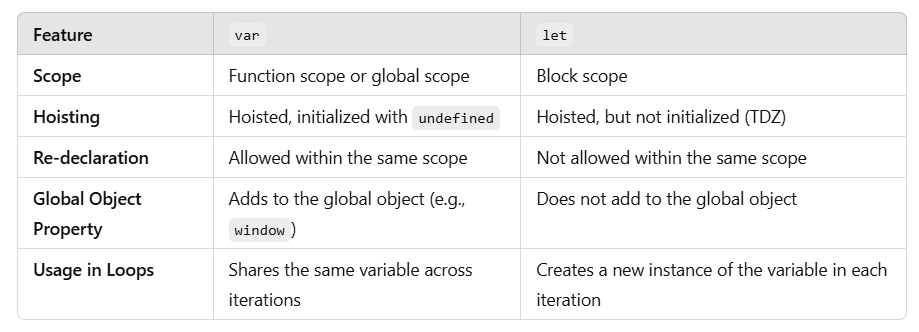 Feature var let
Scope Function scope or global scope Block scope
Hoisting Hoisted, initialized with undefined Hoisted, but not initialized (TDZ)
Re-declaration Allowed within the same scope Not allowed within the same scope
Global Object Adds to the global object (e.g., Does not add to the global object
Property window )
Usage in Loops Shares the same variable across Creates a new instance of the variable in each
iterations iteration